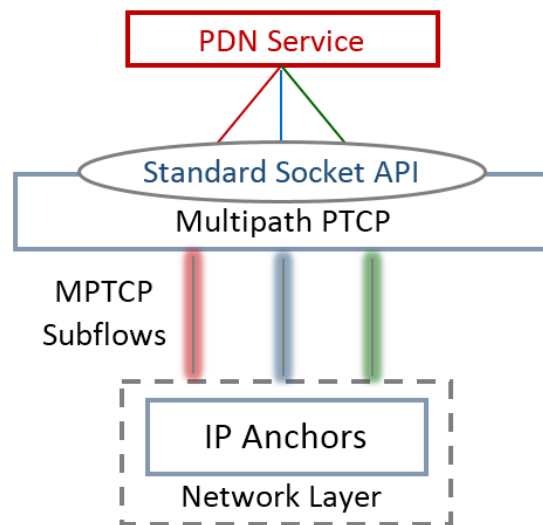 PDN Service
Standard Socket API
Multipath PTCP
MPTCP
Subflows
IP Anchors
Network Layer